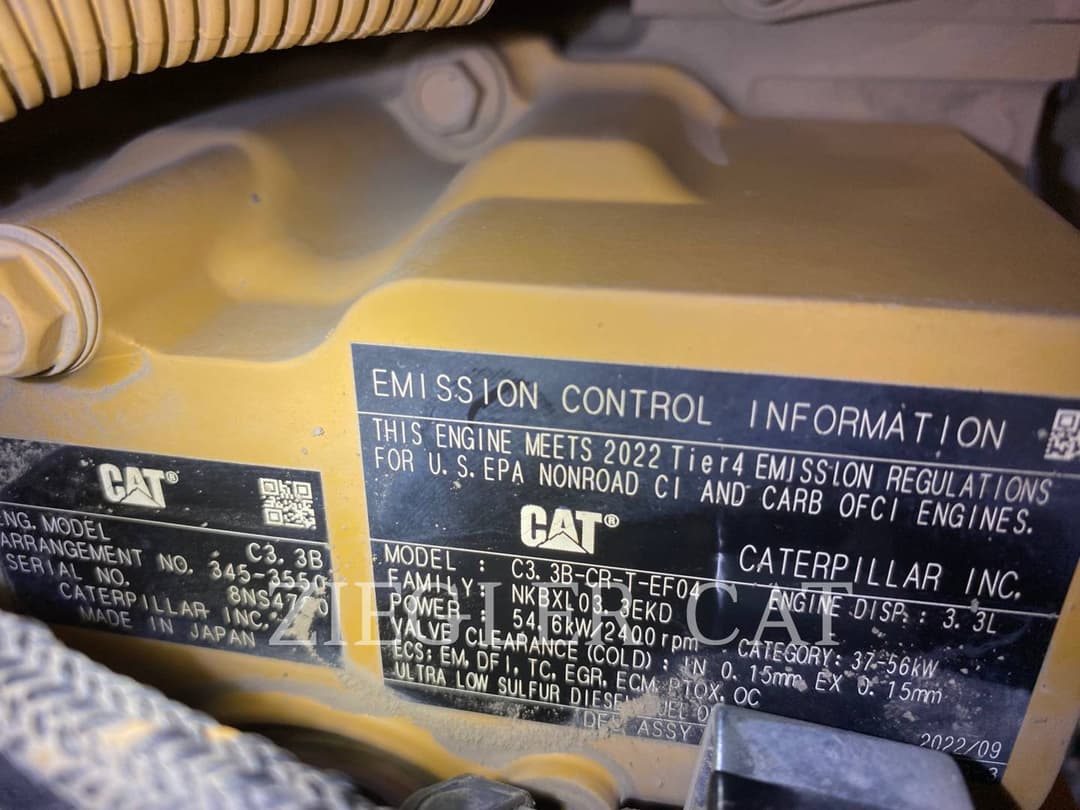 EMISSION CONTROL INFORMATION
THIS ENGINE MEETS 2022 Tier4 EMISSION REGULATIONS
FOR U.S.EPA NONROAD CI AND CARB OFCI ENGINES.
CAT® CATERPILLAR INC.
MODEL : C3.3B-CR-T-EF04 ENGINE DISP.: 3.3L
FAMILY: NKBXL03.3EKD
POWER : 54.6kW/2400rpm CATEGORY: 37-56kW
VALVE CLEARANCE (COLD) : IN 0.15mm EX 0.15mm
ECS: EM, DFI, TC, EGR, ECM, PTOX, OC
ULTRA LOW SULFUR DIESEL FUEL
ASSY
2022/09
3
CAT®
ENG. MODEL C3.3B
ARRANGEMENT NO. 345-3550
SERIAL NO.
CATERPILLAR INC.
MADE IN JAPAN
ZIEGLER CAT